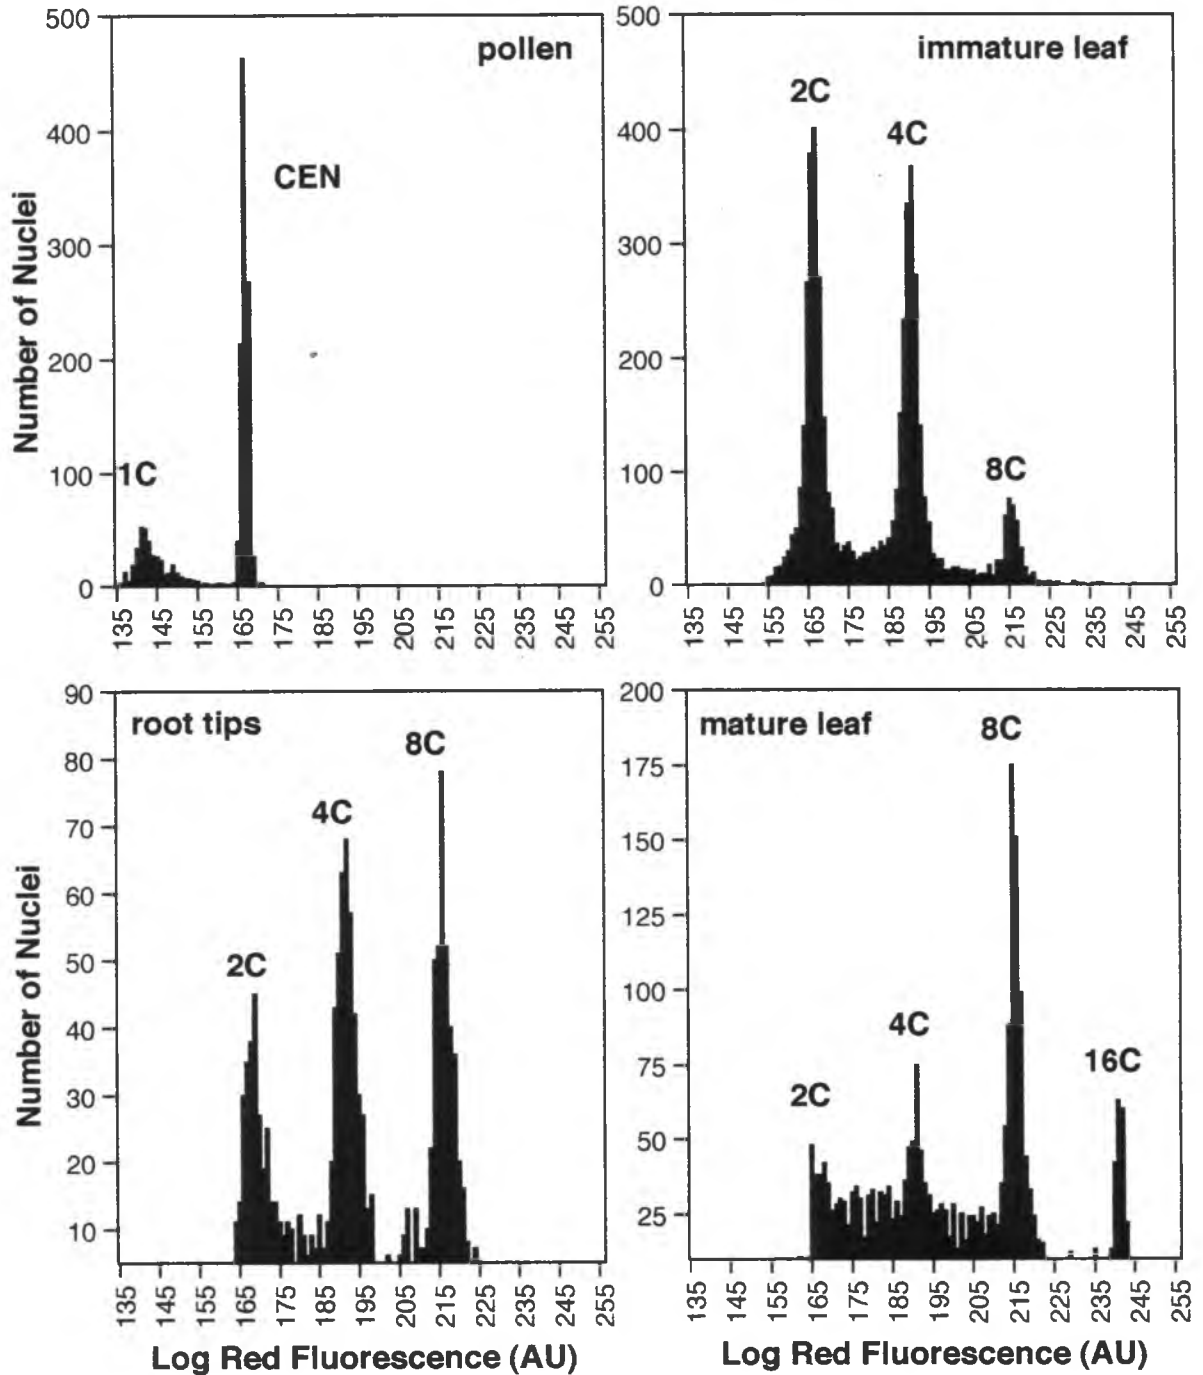 500
400
300
200
100
0
Number of Nuclei
pollen
CEN
1C
135 145 155 165 175 185 195 205 215 225 235 245 255
500
400
300
200
100
0
immature leaf
2C
4C
8C
135 145 155 165 175 185 195 205 215 225 235 245 255
90
80
70
60
50
40
30
20
10
Number of Nuclei
root tips
8C
4C
2C
135 145 155 165 175 185 195 205 215 225 235 245 255
Log Red Fluorescence (AU)
200
175
150
125
100
75
50
25
mature leaf
8C
4C
16C
2C
135 145 155 165 175 185 195 205 215 225 235 245 255
Log Red Fluorescence (AU)